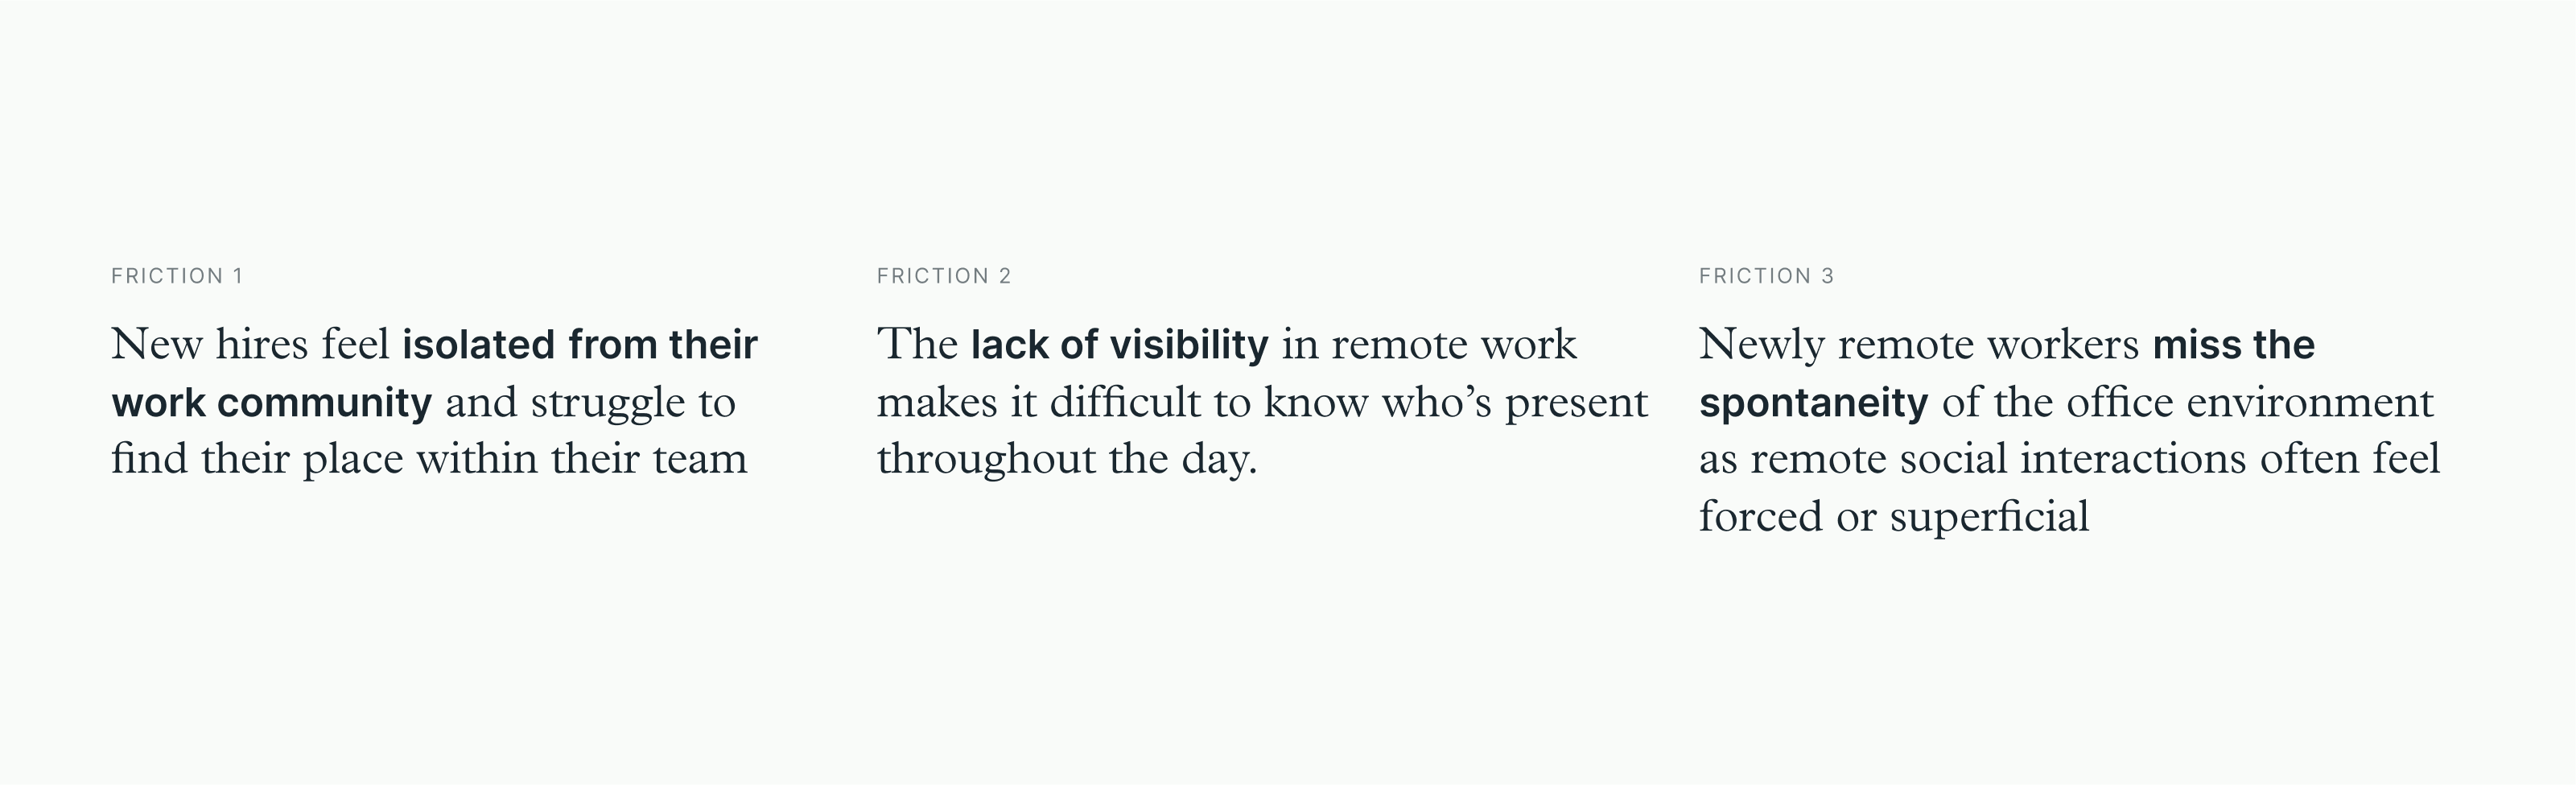 FRICTION 1
New hires feel isolated from their
work community and struggle to
find their place within their team
FRICTION 2
The lack of visibility in remote work
makes it difficult to know who’s present
throughout the day.
FRICTION 3
Newly remote workers miss the
spontaneity of the office environment
as remote social interactions often feel
forced or superficial